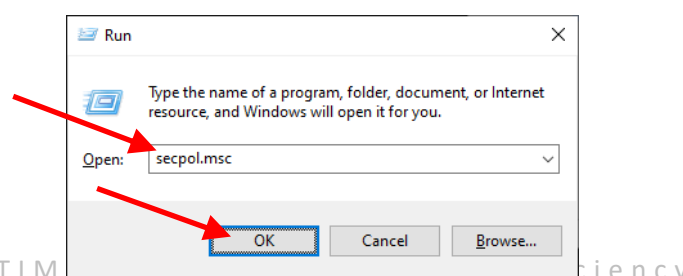 Run
Type the name of a program, folder, document, or Internet
resource, and Windows will open it for you.
Open: secpol.msc
OK Cancel Browse...